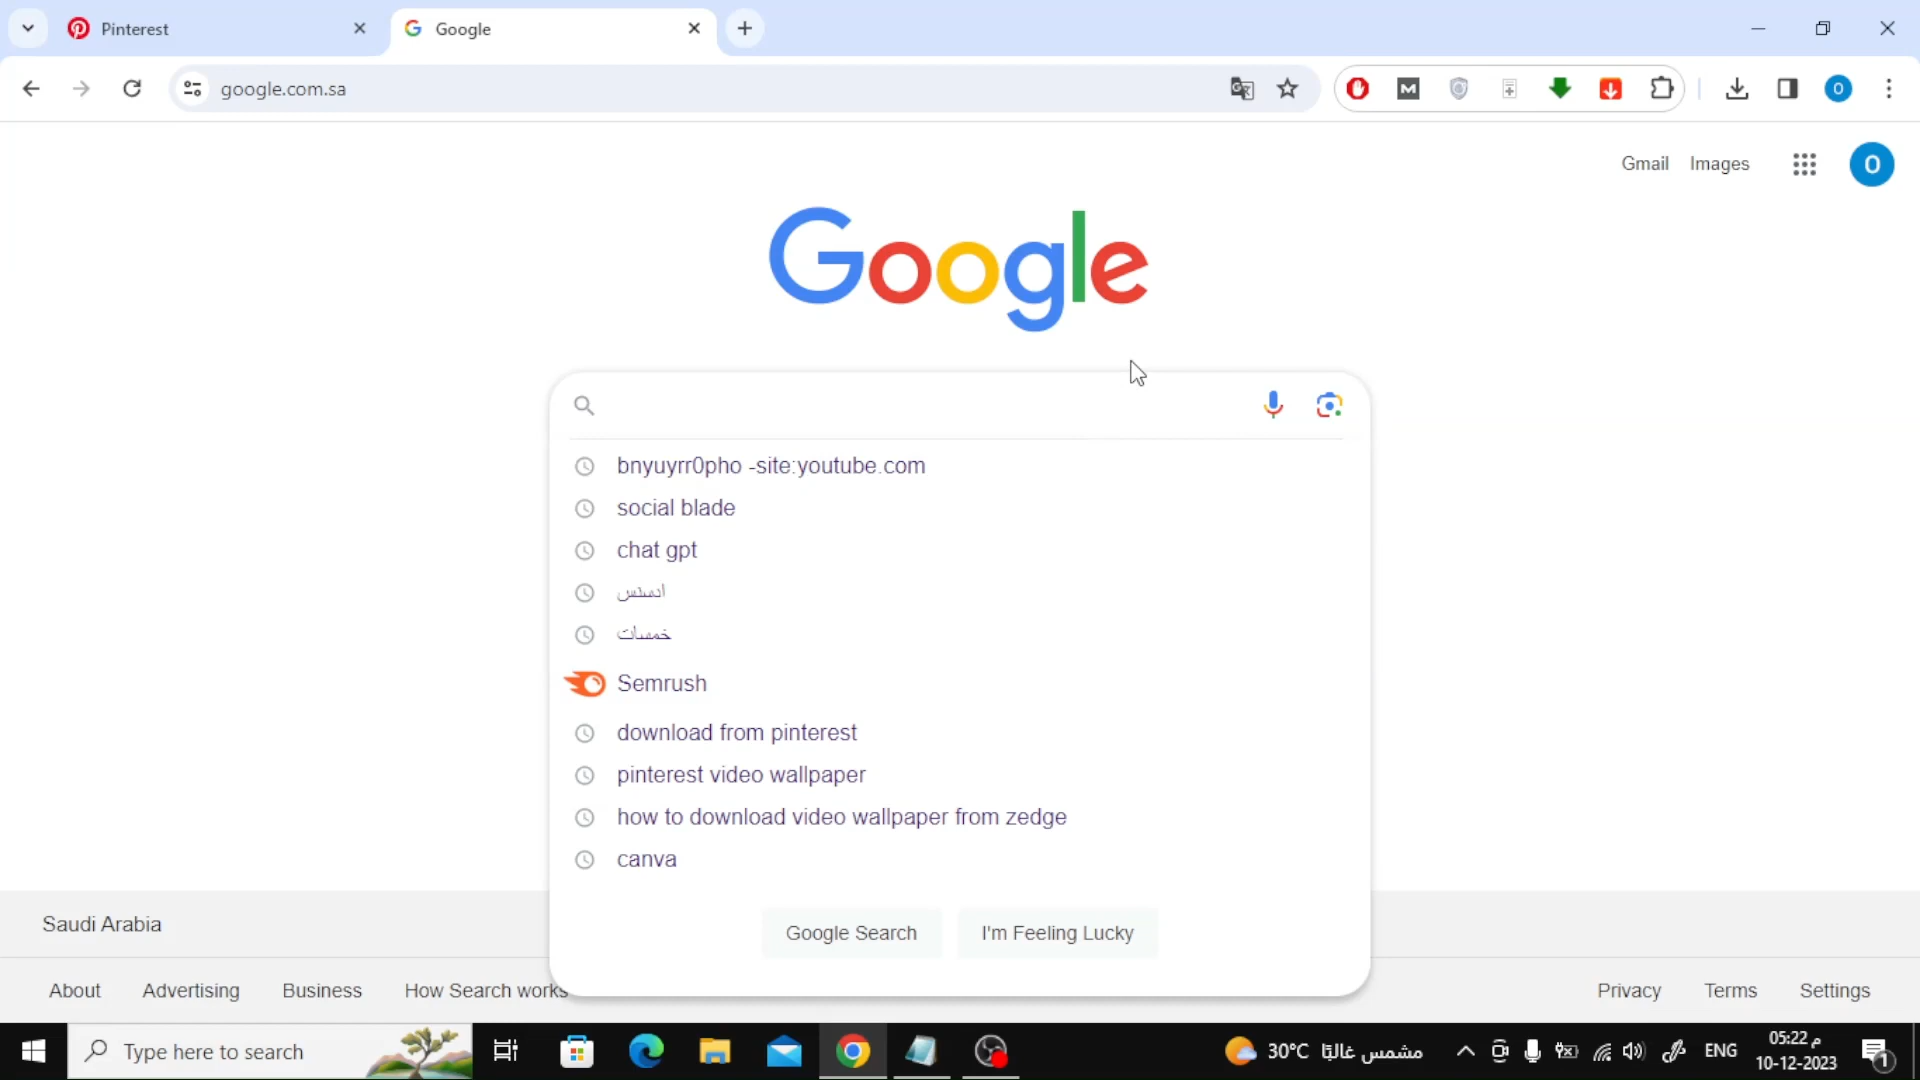 Pinterest
Google
google.com.sa
O
Gmail
Images
O
Google
bnyuyrr0pho -site:youtube.com
social blade
chat gpt
ادسنس
خمسات
Semrush
download from pinterest
pinterest video wallpaper
how to download video wallpaper from zedge
canva
Google Search
I'm Feeling Lucky
Saudi Arabia
About
Advertising
Business
How Search works
Privacy
Terms
Settings
Type here to search
30°C مشمس غالبًا
ENG
05:22 م
10-12-2023
1